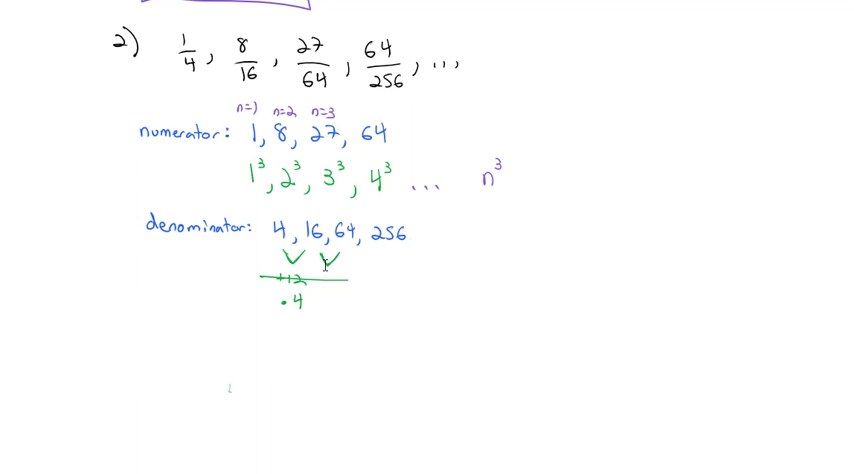 2) 1/4, 8/16, 27/64, 64/256, ...
n=1 n=2 n=3
numerator: 1, 8, 27, 64
1³, 2³, 3³, 4³ ... n³
denominator: 4, 16, 64, 256
+12
·4